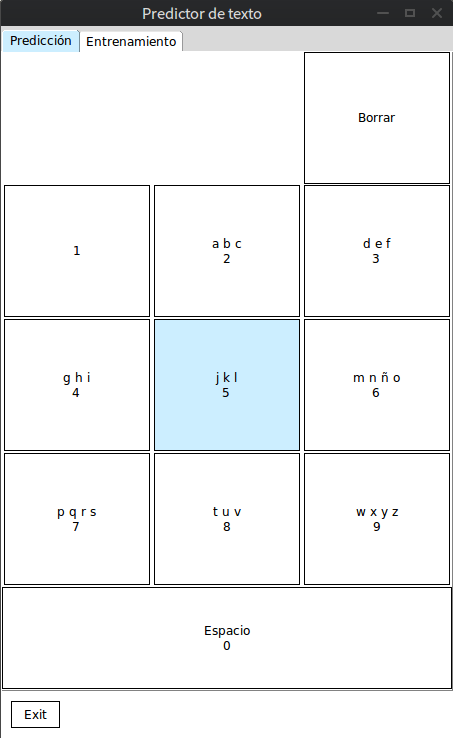 Predictor de texto
Predicción Entrenamiento
Borrar
1
a b c
2
d e f
3
g h i
4
j k l
5
m n ñ o
6
p q r s
7
t u v
8
w x y z
9
Espacio
0
Exit